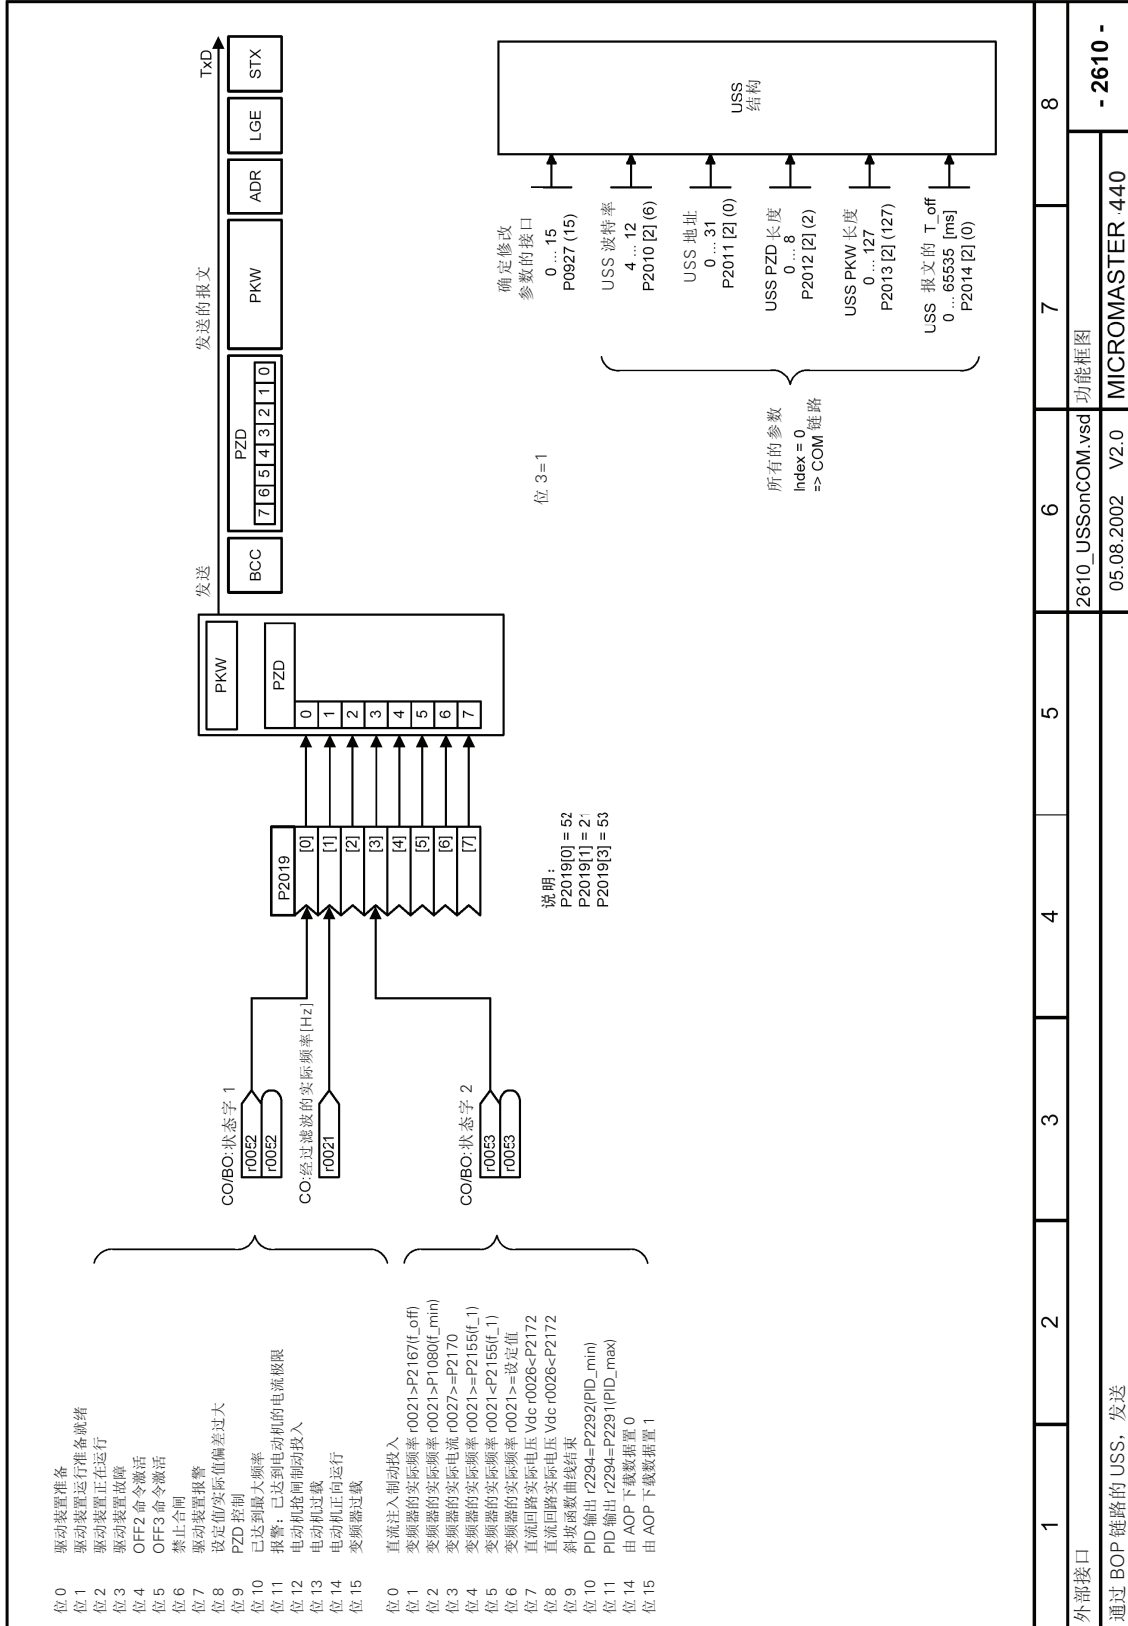 位 0 驱动装置准备
位 1 驱动装置运行准备就绪
位 2 驱动装置正在运行
位 3 驱动装置故障
位 4 OFF2 命令激活
位 5 OFF3 命令激活
位 6 禁止合闸
位 7 驱动装置报警
位 8 设定值/实际值偏差过大
位 9 PZD 控制
位 10 已达到最大频率
位 11 报警：已达到电动机的电流极限
位 12 电动机抱闸制动投入
位 13 电动机过载
位 14 电动机正向运行
位 15 变频器过载
位 0 直流注入制动投入
位 1 变频器的实际频率 r0021>P2167(f_off)
位 2 变频器的实际频率 r0021>P1080(f_min)
位 3 变频器的实际电流 r0027>=P2170
位 4 变频器的实际频率 r0021>=P2155(f_1)
位 5 变频器的实际频率 r0021<P2155(f_1)
位 6 变频器的实际频率 r0021>=设定值
位 7 直流回路实际电压 Vdc r0026<P2172
位 8 直流回路实际电压 Vdc r0026<P2172
位 9 斜坡函数曲线结束
位 10 PID 输出 r2294=P2292(PID_min)
位 11 PID 输出 r2294=P2291(PID_max)
位 14 由 AOP 下载数据置 0
位 15 由 AOP 下载数据置 1
CO/BO:状态字 1
r0052
r0052
CO:经过滤波的实际频率[Hz]
r0021
CO/BO:状态字 2
r0053
r0053
P2019
[0]
[1]
[2]
[3]
[4]
[5]
[6]
[7]
说明：
P2019[0] = 52
P2019[1] = 21
P2019[3] = 53
PKW
PZD
0
1
2
3
4
5
6
7
发送
发送的报文
TxD
BCC
PZD
7 6 5 4 3 2 1 0
PKW
ADR
LGE
STX
位 3=1
所有的参数
Index = 0
=> COM 链路
确定修改
参数的接口
0 ... 15
P0927 (15)
USS 波特率
4 ... 12
P2010 [2] (6)
USS 地址
0 ... 31
P2011 [2] (0)
USS PZD 长度
0 ... 8
P2012 [2] (2)
USS PKW 长度
0 ... 127
P2013 [2] (127)
USS 报文的 T_off
0 ... 65535 [ms]
P2014 [2] (0)
USS
结构
1 2 3 4 5 6 7 8
外部接口
2610_USSonCOM.vsd
功能框图
- 2610 -
通过 BOP 链路的 USS，发送
05.08.2002 V2.0
MICROMASTER 440